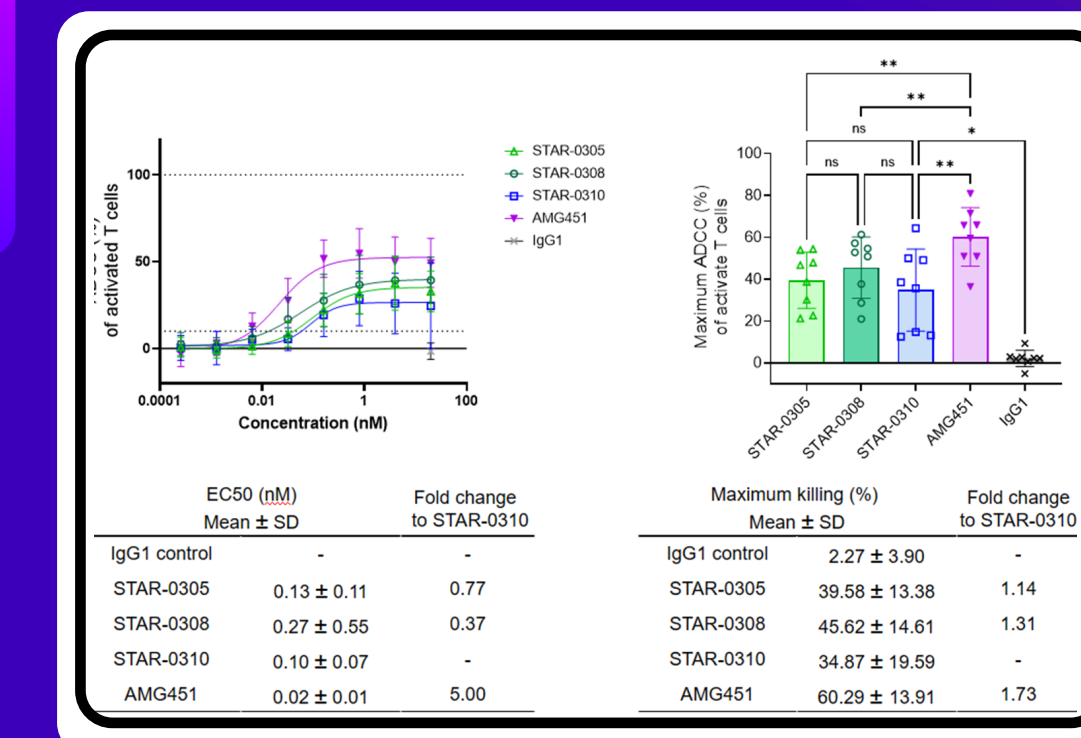 **
**
ns
*
ns
ns
**
STAR-0305
STAR-0308
STAR-0310
AMG451
IgG1
100
50
0
of activated T cells
0.0001
0.01
1
100
Concentration (nM)
Maximum ADCC (%)
of activate T cells
100
80
60
40
20
0
STAR-0305
STAR-0308
STAR-0310
AMG451
IgG1
EC50 (nM)
Mean ± SD
Fold change
to STAR-0310
IgG1 control - -
STAR-0305 0.13 ± 0.11 0.77
STAR-0308 0.27 ± 0.55 0.37
STAR-0310 0.10 ± 0.07 -
AMG451 0.02 ± 0.01 5.00
Maximum killing (%)
Mean ± SD
Fold change
to STAR-0310
IgG1 control 2.27 ± 3.90 -
STAR-0305 39.58 ± 13.38 1.14
STAR-0308 45.62 ± 14.61 1.31
STAR-0310 34.87 ± 19.59 -
AMG451 60.29 ± 13.91 1.73